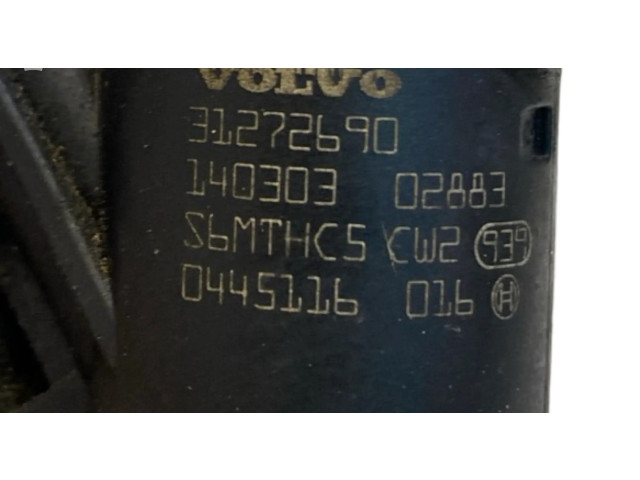 VOLVO
31272690
140303 02883
S6MTHC5 CW2 939
0445116 016 H